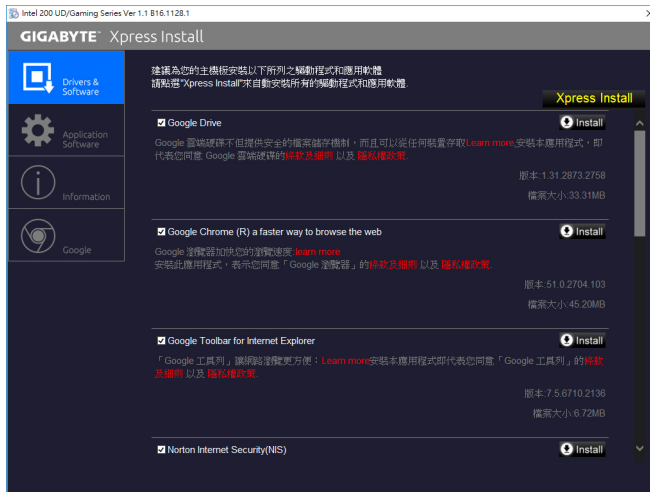 Intel 200 UD/Gaming Series Ver 1.1 B16.1128.1
GIGABYTE™ Xpress Install
Drivers &
Software
Application
Software
Information
Google
建議為您的主機板安裝以下所列之驅動程式和應用軟體
請點選"Xpress Install"來自動安裝所有的驅動程式和應用軟體.
Xpress Install
Google Drive
Install
Google 雲端硬碟不但提供安全的檔案儲存機制，而且可以從任何裝置存取Learn more.安裝本應用程式，即
代表您同意 Google 雲端硬碟的條款及細則 以及 隱私權政策.
版本:1.31.2873.2758
檔案大小:33.31MB
Google Chrome (R) a faster way to browse the web
Install
Google 瀏覽器加快您的瀏覽速度:learn more
安裝此應用程式，表示您同意「Google 瀏覽器」的條款及細則 以及 隱私權政策.
版本:51.0.2704.103
檔案大小:45.20MB
Google Toolbar for Internet Explorer
Install
「Google 工具列」讓網路瀏覽更方便：Learn more安裝本應用程式即代表您同意「Google 工具列」的條款
及細則 以及 隱私權政策.
版本:7.5.6710.2136
檔案大小:6.72MB
Norton Internet Security(NIS)
Install